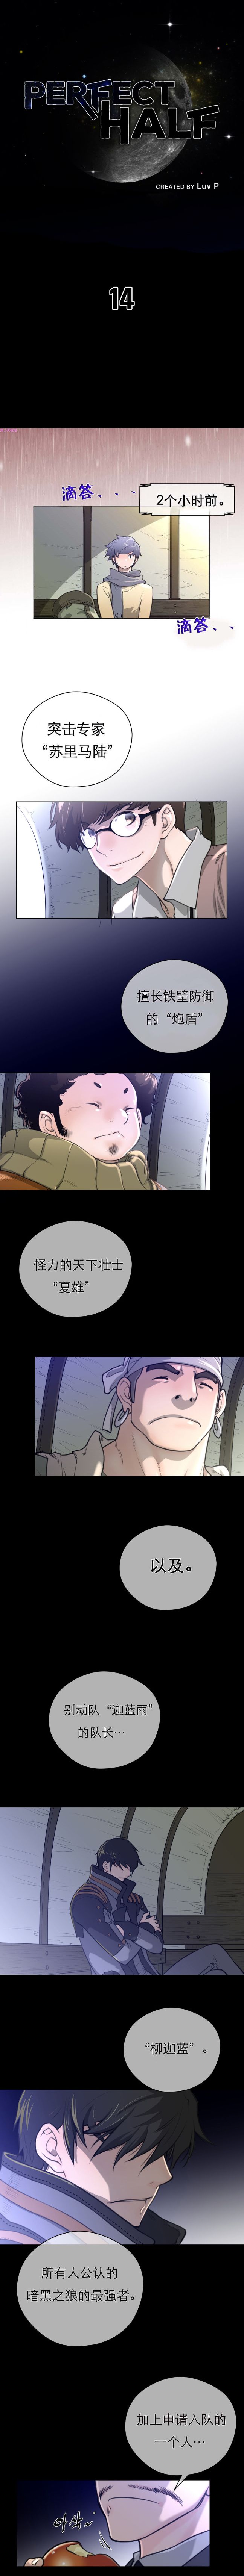 PERFECT
HALF
CREATED BY Luv P
14
2个小时前。
滴答、、、
滴答、、
突击专家
“苏里马陆”
擅长铁壁防御
的“炮盾”
怪力的天下壮士
“夏雄”
以及。
别动队“迦蓝雨”
的队长…
“柳迦蓝”。
所有人公认的
暗黑之狼的最强者。
加上申请入队的
一个人…
아삭~